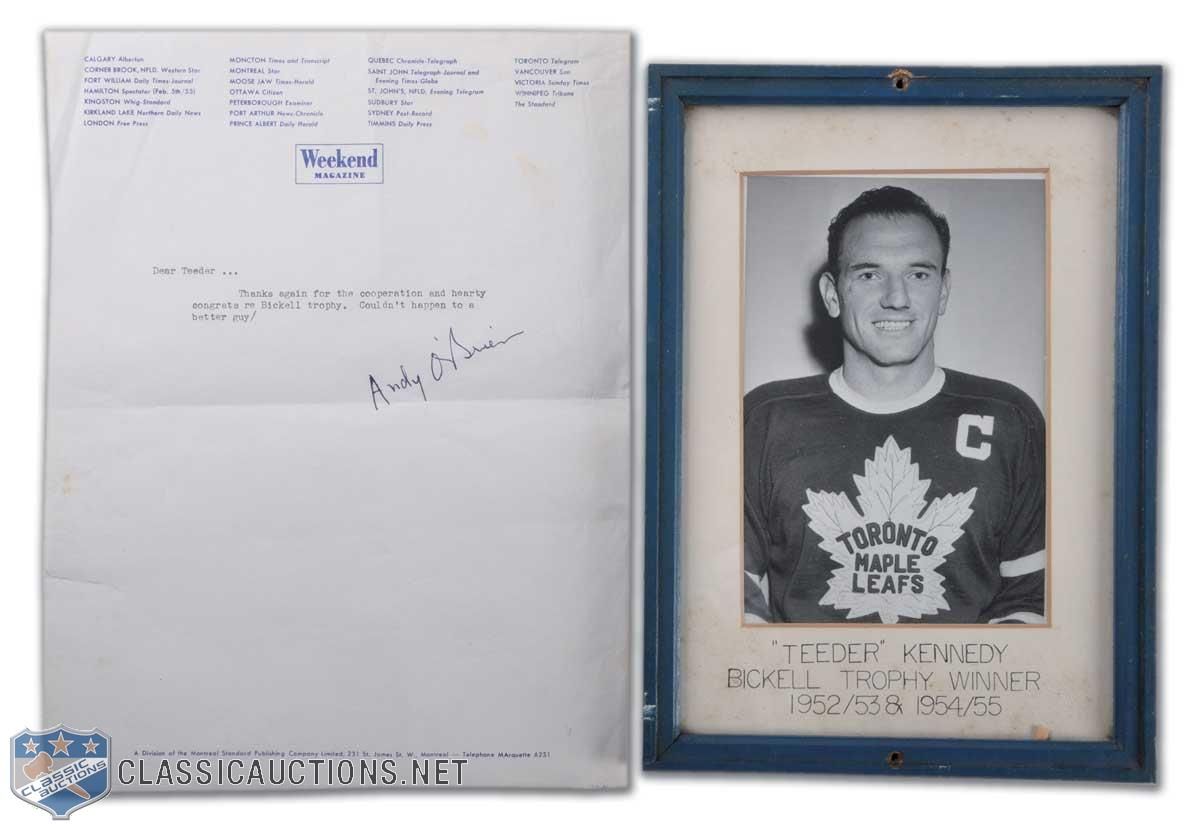 CALGARY Albertan
CORNER BROOK, NFLD. Western Star
FORT WILLIAM Daily Times-Journal
HAMILTON Spectator (Feb. 5th /55)
KINGSTON Whig-Standard
KIRKLAND LAKE Northern Daily News
LONDON Free Press
MONCTON Times and Transcript
MONTREAL Star
MOOSE JAW Times-Herald
OTTAWA Citizen
PETERBOROUGH Examiner
PORT ARTHUR News-Chronicle
PRINCE ALBERT Daily Herald
QUEBEC Chronicle-Telegraph
SAINT JOHN Telegraph-Journal and
Evening Times-Globe
ST. JOHN'S, NFLD. Evening Telegram
SUDBURY Star
SYDNEY Post-Record
TIMMINS Daily Press
TORONTO Telegram
VANCOUVER Sun
VICTORIA Sunday Times
WINNIPEG Tribune
The Standard
Weekend
MAGAZINE
Dear Teeder ...
Thanks again for the cooperation and hearty
congrats re Bickell trophy. Couldn't happen to a
better guy/
Andy O'Brien
A Division of the Montreal Standard Publishing Company Limited, 231 St. James St. W., Montreal — Telephone MArquette 6251
C
TORONTO
MAPLE
LEAFS
"TEEDER" KENNEDY
BICKELL TROPHY WINNER
1952/53 & 1954/55
CLASSIC
AUCTIONS
CLASSICAUCTIONS.NET